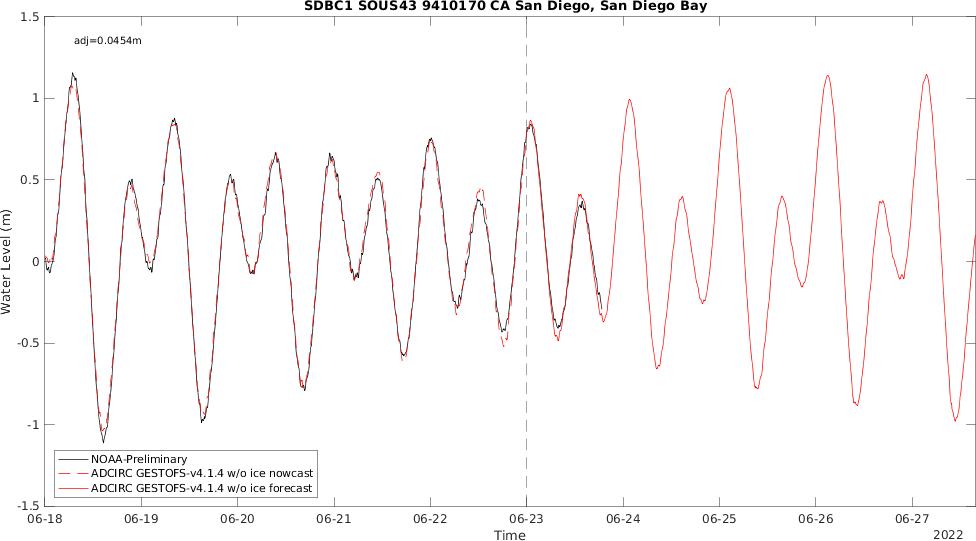 SDBC1 SOUS43 9410170 CA San Diego, San Diego Bay
1.5
adj=0.0454m
1
0.5
0
-0.5
-1
-1.5
Water Level (m)
NOAA-Preliminary
ADCIRC GESTOFS-v4.1.4 w/o ice nowcast
ADCIRC GESTOFS-v4.1.4 w/o ice forecast
06-18 06-19 06-20 06-21 06-22 06-23 06-24 06-25 06-26 06-27
Time
2022